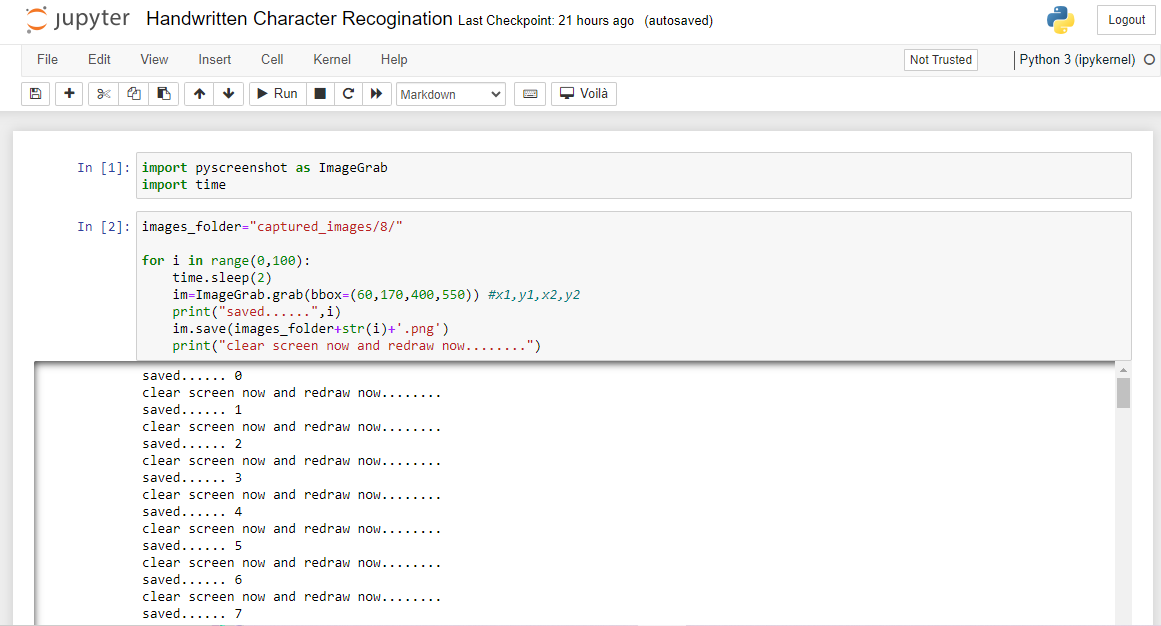 jupyter Handwritten Character Recogination Last Checkpoint: 21 hours ago (autosaved)
Logout
File Edit View Insert Cell Kernel Help
Not Trusted
Python 3 (ipykernel)
Run
Markdown
Voilà
In [1]:
import pyscreenshot as ImageGrab
import time
In [2]:
images_folder="captured_images/8/"
for i in range(0,100):
    time.sleep(2)
    im=ImageGrab.grab(bbox=(60,170,400,550)) #x1,y1,x2,y2
    print("saved......",i)
    im.save(images_folder+str(i)+'.png')
    print("clear screen now and redraw now........")
saved...... 0
clear screen now and redraw now........
saved...... 1
clear screen now and redraw now........
saved...... 2
clear screen now and redraw now........
saved...... 3
clear screen now and redraw now........
saved...... 4
clear screen now and redraw now........
saved...... 5
clear screen now and redraw now........
saved...... 6
clear screen now and redraw now........
saved...... 7